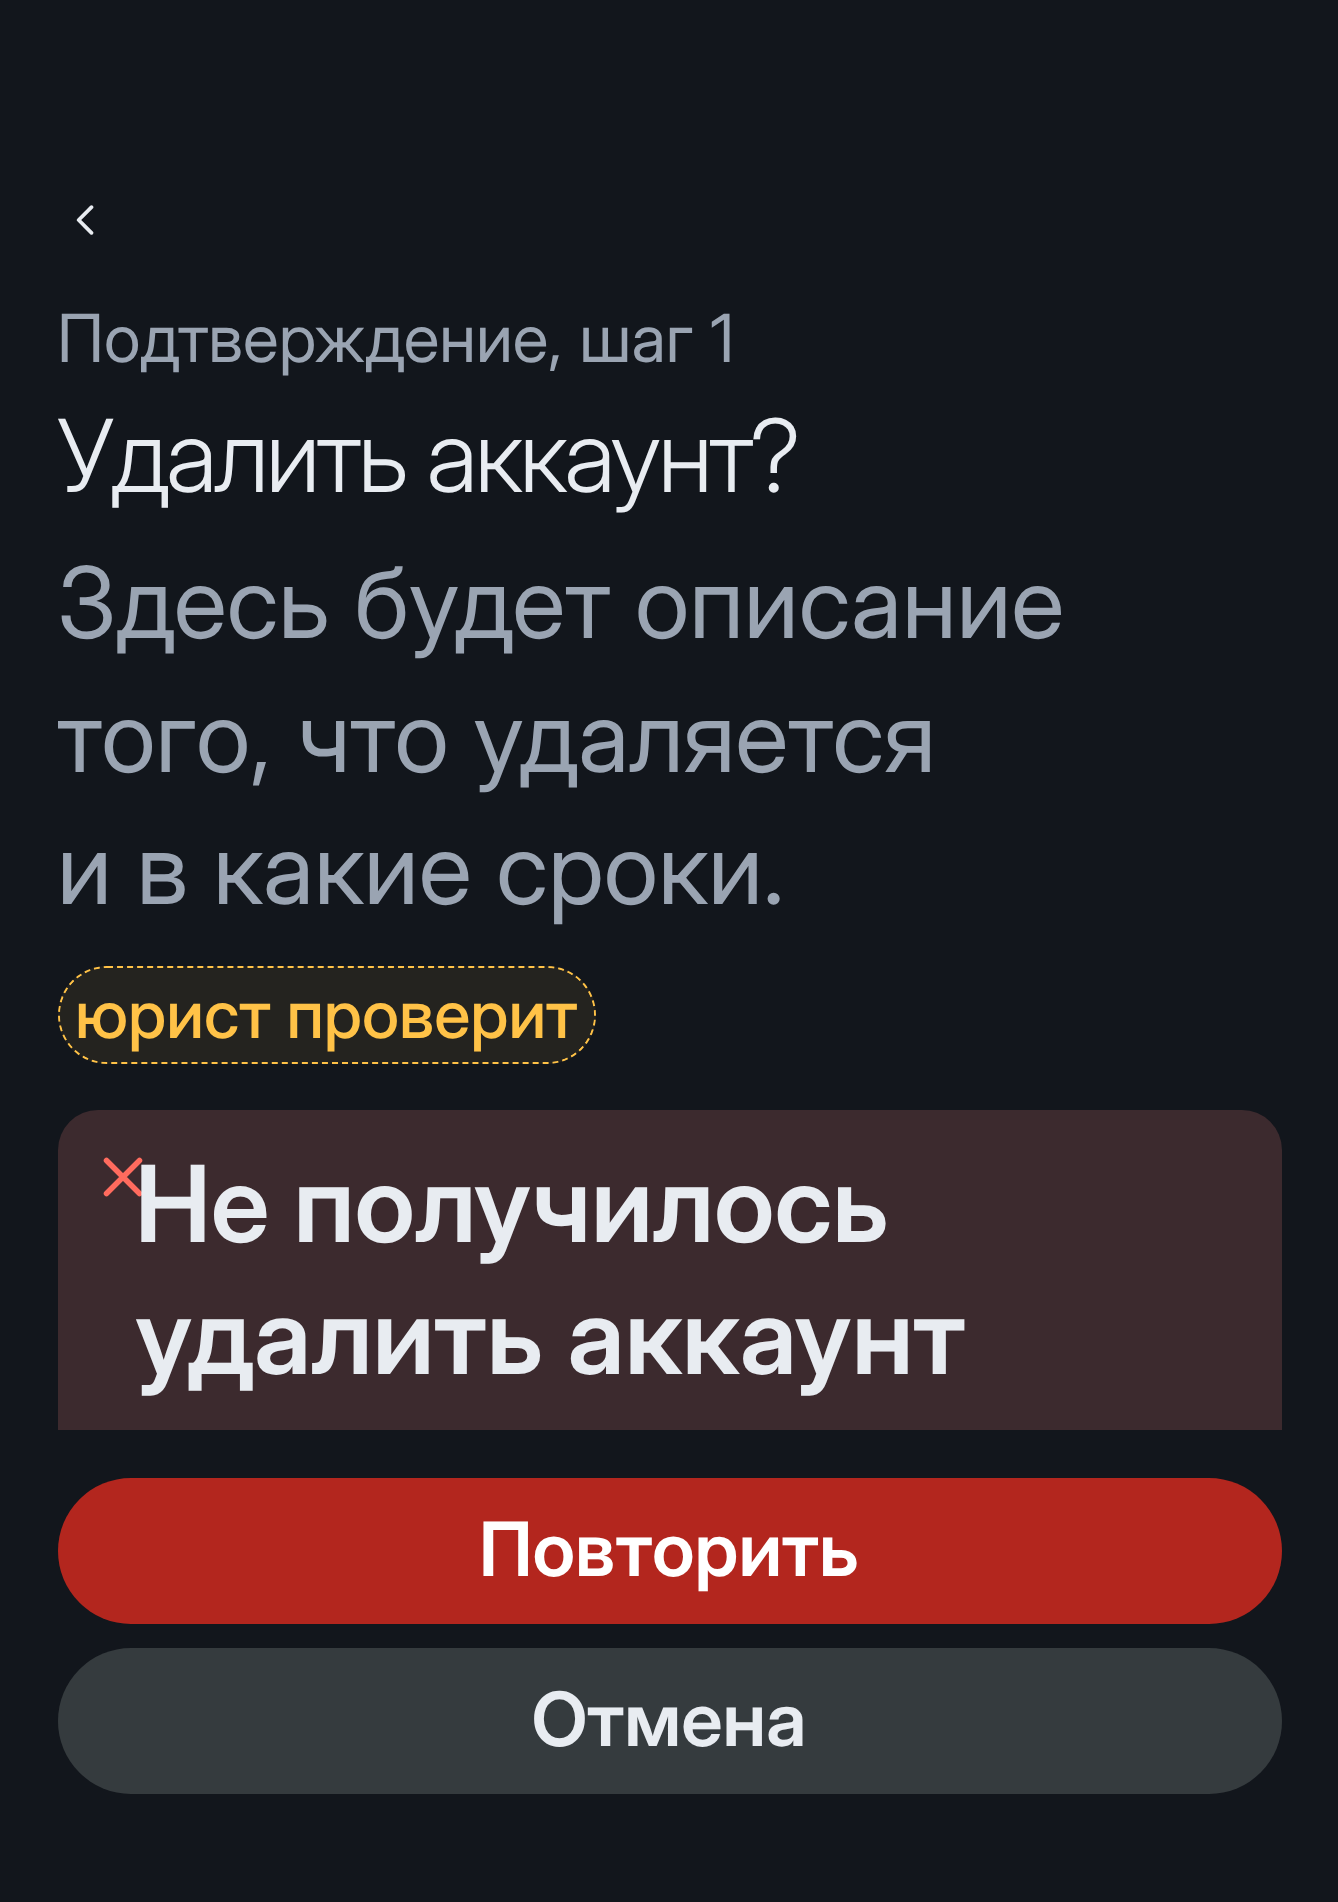 Подтверждение, шаг 1
Удалить аккаунт?
Здесь будет описание
того, что удаляется
и в какие сроки.
юрист проверит
Не получилось
удалить аккаунт
Повторить
Отмена